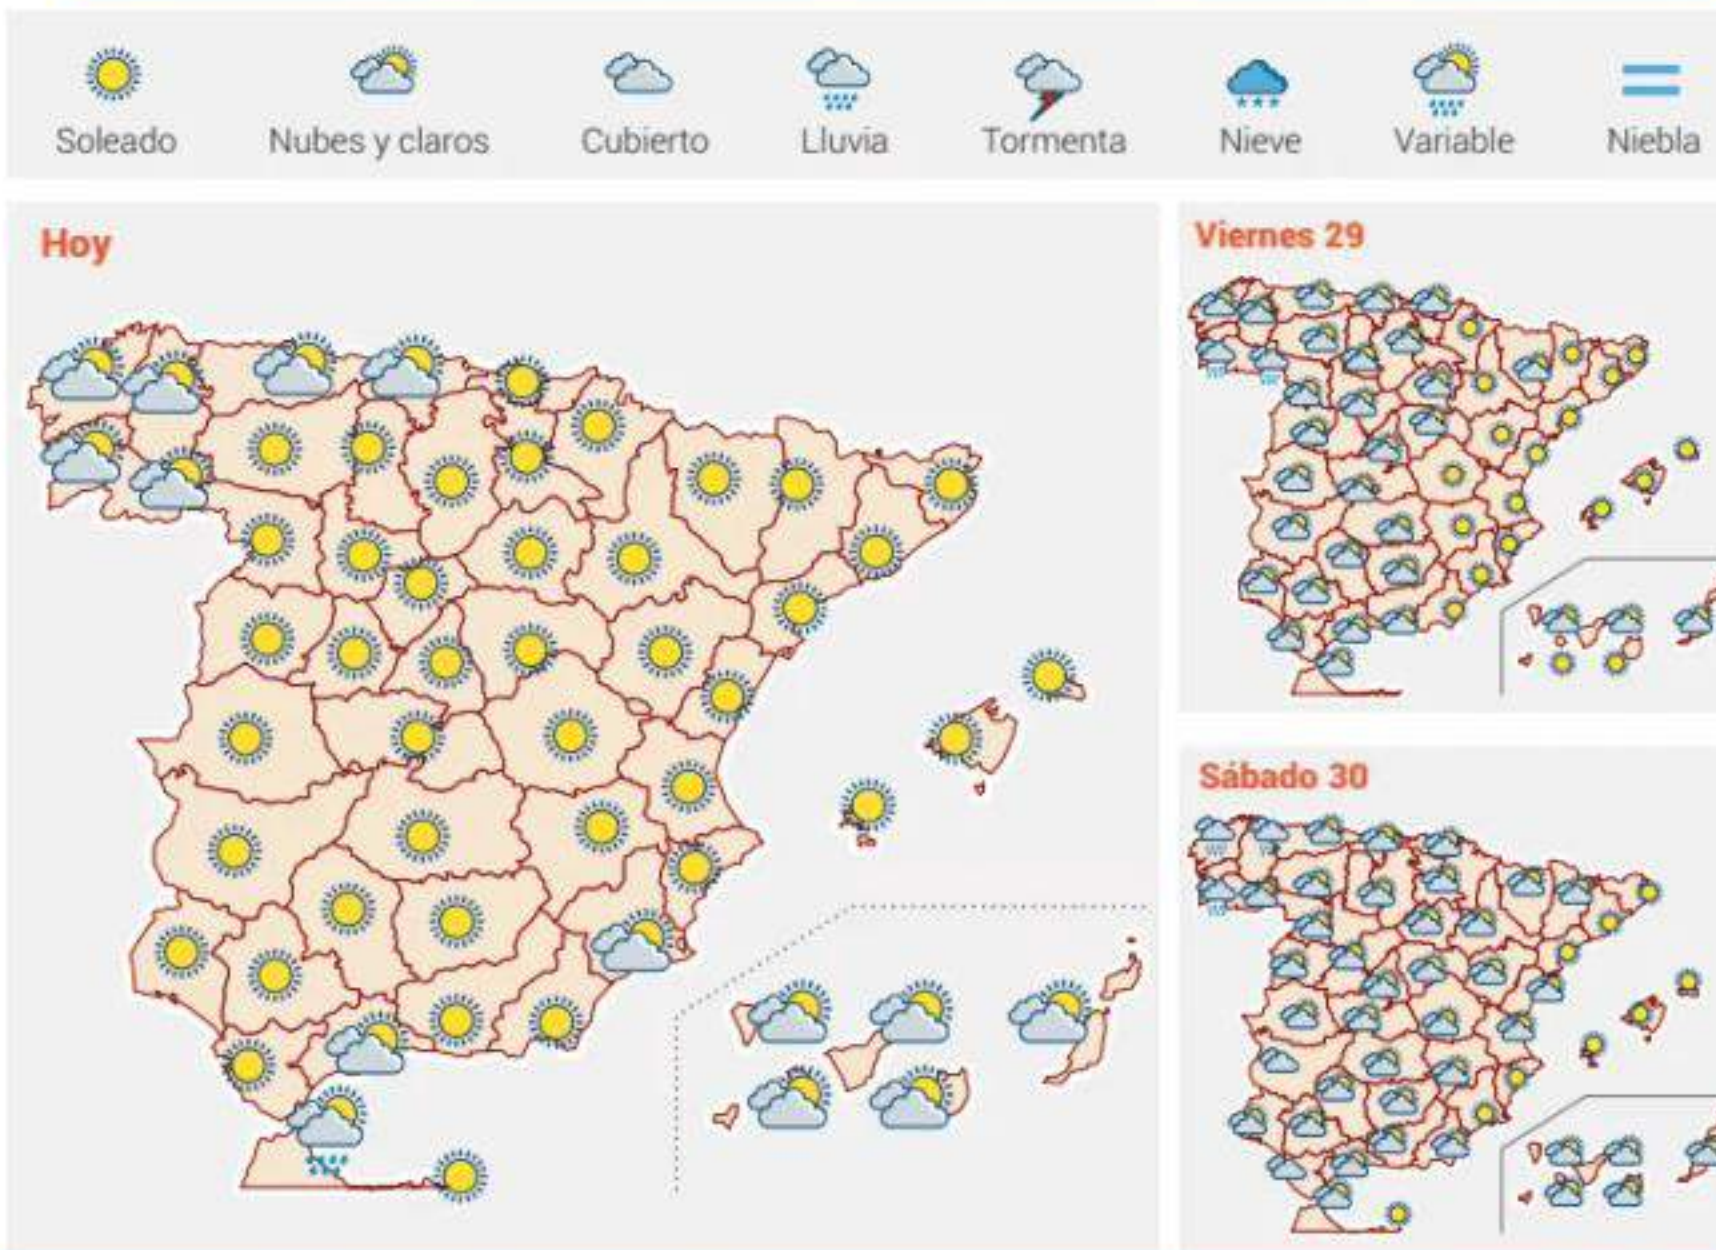 Soleado
Nubes y claros
Cubierto
Lluvia
Tormenta
Nieve
Variable
Niebla
Hoy
Viernes 29
Sábado 30